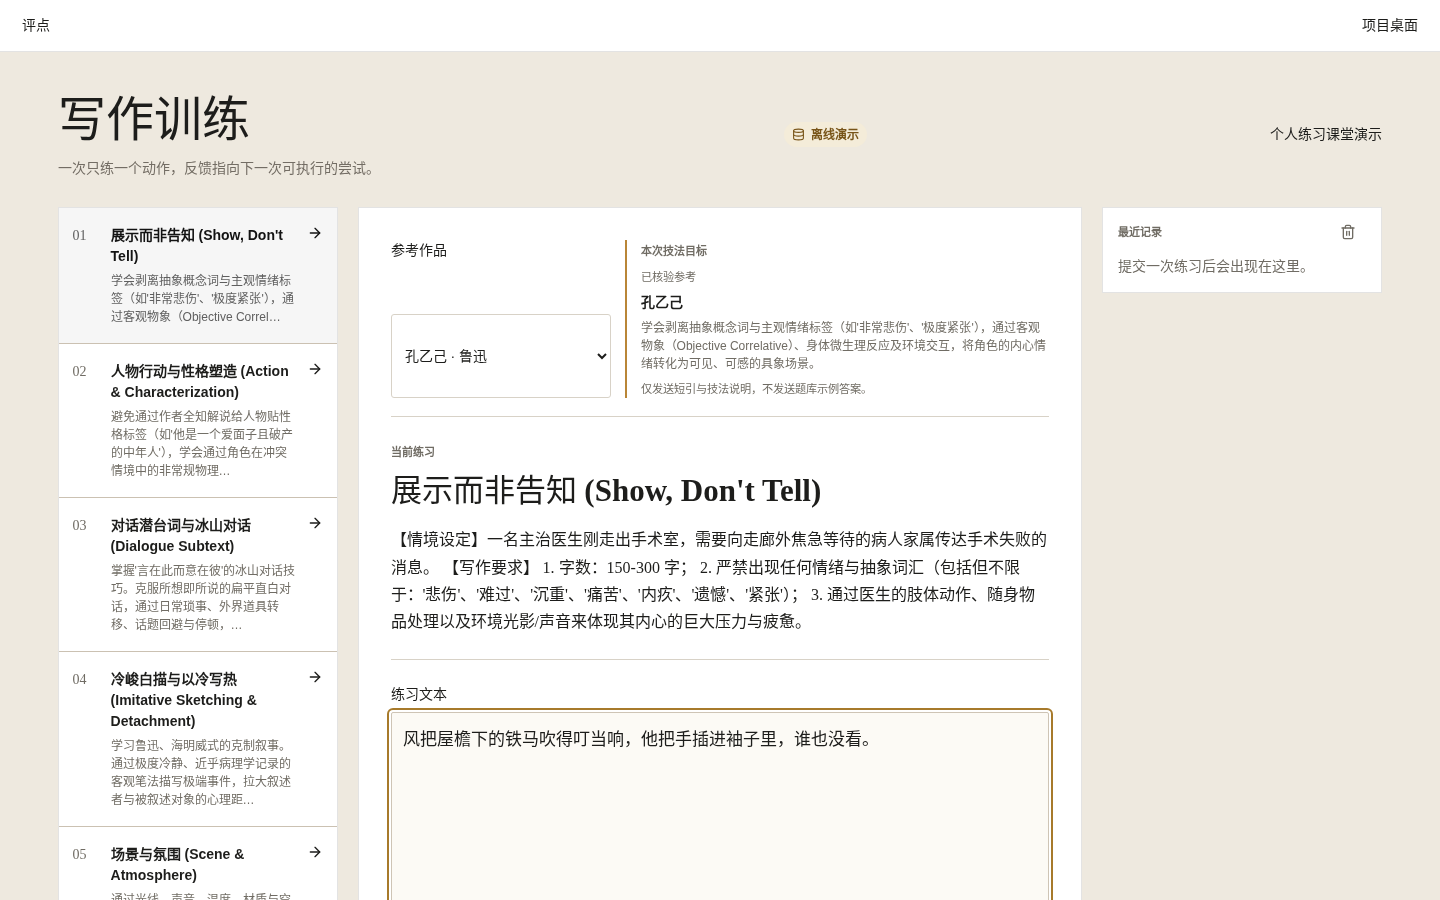 评点
项目桌面
写作训练
一次只练一个动作，反馈指向下一次可执行的尝试。
离线演示
个人练习课堂演示
01
展示而非告知 (Show, Don't
Tell)
学会剥离抽象概念词与主观情绪标
签（如'非常悲伤'、'极度紧张'），通
过客观物象（Objective Correl…
02
人物行动与性格塑造 (Action
& Characterization)
避免通过作者全知解说给人物贴性
格标签（如'他是一个爱面子且破产
的中年人'），学会通过角色在冲突
情境中的非常规物理…
03
对话潜台词与冰山对话
(Dialogue Subtext)
掌握'言在此而意在彼'的冰山对话技
巧。克服所想即所说的扁平直白对
话，通过日常琐事、外界道具转
移、话题回避与停顿，…
04
冷峻白描与以冷写热
(Imitative Sketching &
Detachment)
学习鲁迅、海明威式的克制叙事。
通过极度冷静、近乎病理学记录的
客观笔法描写极端事件，拉大叙述
者与被叙述对象的心理距…
05
场景与氛围 (Scene &
Atmosphere)
参考作品
孔乙己 · 鲁迅
本次技法目标
已核验参考
孔乙己
学会剥离抽象概念词与主观情绪标签（如'非常悲伤'、'极度紧张'），通过客观
物象（Objective Correlative）、身体微生理反应及环境交互，将角色的内心情
绪转化为可见、可感的具象场景。
仅发送短引与技法说明，不发送题库示例答案。
当前练习
展示而非告知 (Show, Don't Tell)
【情境设定】一名主治医生刚走出手术室，需要向走廊外焦急等待的病人家属传达手术失败的
消息。 【写作要求】 1. 字数：150-300 字； 2. 严禁出现任何情绪与抽象词汇（包括但不限
于：'悲伤'、'难过'、'沉重'、'痛苦'、'内疚'、'遗憾'、'紧张'）； 3. 通过医生的肢体动作、随身物
品处理以及环境光影/声音来体现其内心的巨大压力与疲惫。
练习文本
风把屋檐下的铁马吹得叮当响，他把手插进袖子里，谁也没看。
最近记录
提交一次练习后会出现在这里。